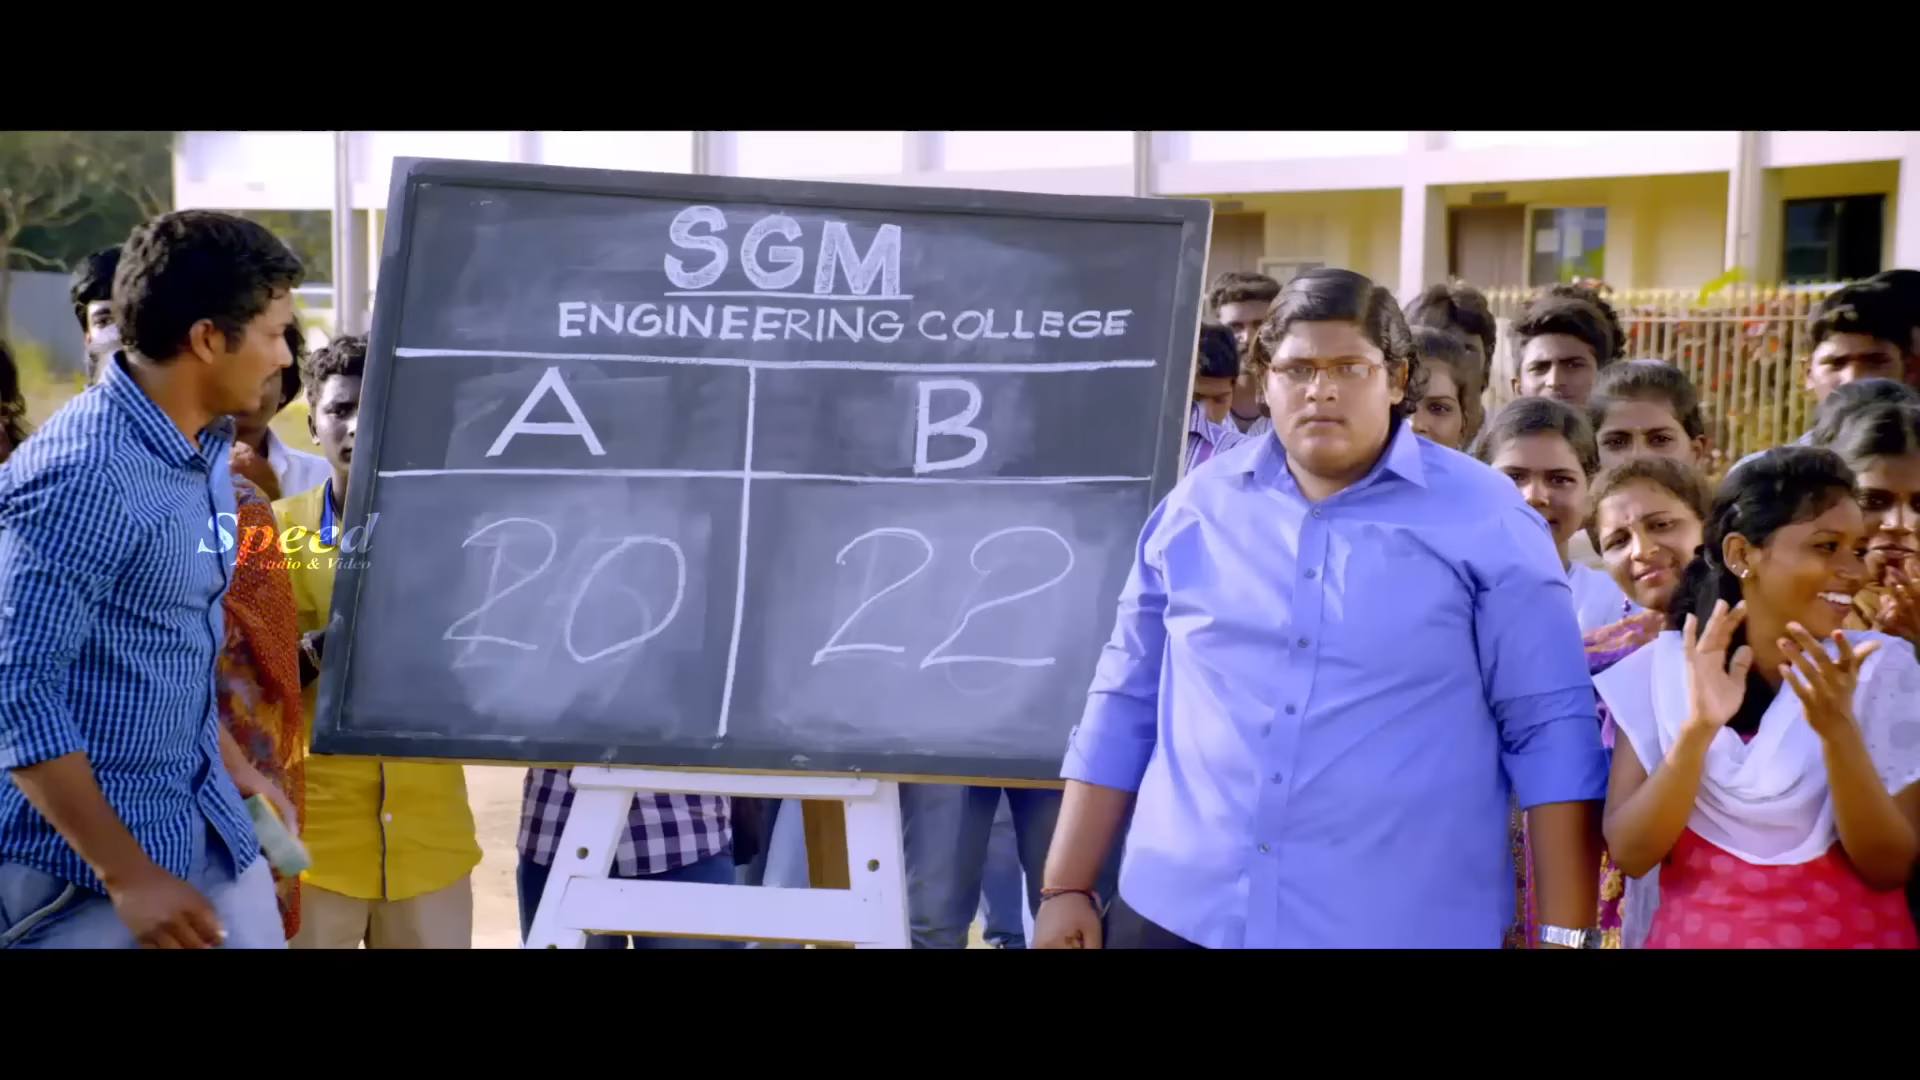 SGM
ENGINEERING COLLEGE
A B
20 22
Speed
Audio & Video